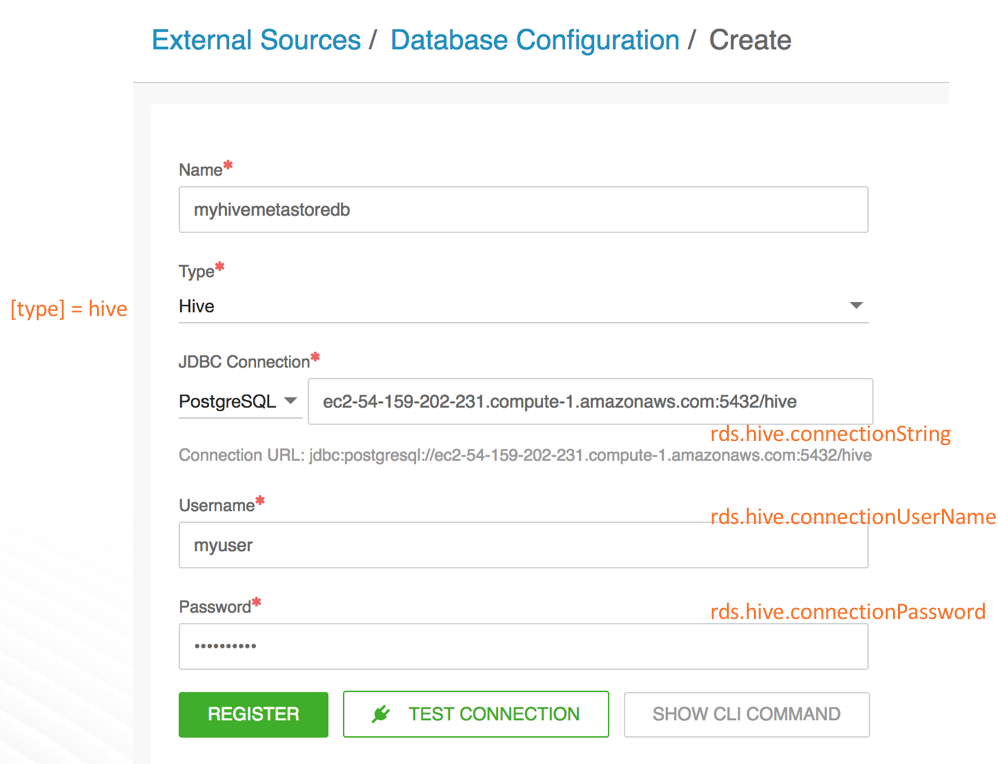 External Sources / Database Configuration / Create
Name*
myhivemetastoredb
Type*
[type] = hive
Hive
JDBC Connection*
PostgreSQL ec2-54-159-202-231.compute-1.amazonaws.com:5432/hive
rds.hive.connectionString
Connection URL: jdbc:postgresql://ec2-54-159-202-231.compute-1.amazonaws.com:5432/hive
Username*
rds.hive.connectionUserName
myuser
Password*
rds.hive.connectionPassword
••••••••••
REGISTER TEST CONNECTION SHOW CLI COMMAND